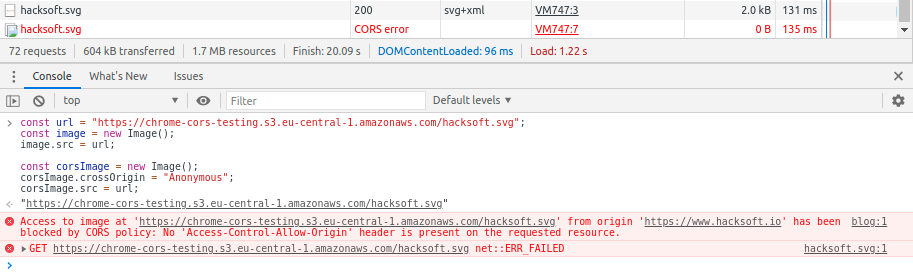 hacksoft.svg 200 svg+xml VM747:3 2.0 kB 131 ms
hacksoft.svg CORS error VM747:7 0 B 135 ms
72 requests 604 kB transferred 1.7 MB resources Finish: 20.09 s DOMContentLoaded: 96 ms Load: 1.22 s
Console What's New Issues
top Filter Default levels
const url = "https://chrome-cors-testing.s3.eu-central-1.amazonaws.com/hacksoft.svg";
const image = new Image();
image.src = url;
const corsImage = new Image();
corsImage.crossOrigin = "Anonymous";
corsImage.src = url;
"https://chrome-cors-testing.s3.eu-central-1.amazonaws.com/hacksoft.svg"
Access to image at 'https://chrome-cors-testing.s3.eu-central-1.amazonaws.com/hacksoft.svg' from origin 'https://www.hacksoft.io' has been blog:1
blocked by CORS policy: No 'Access-Control-Allow-Origin' header is present on the requested resource.
GET https://chrome-cors-testing.s3.eu-central-1.amazonaws.com/hacksoft.svg net::ERR_FAILED hacksoft.svg:1